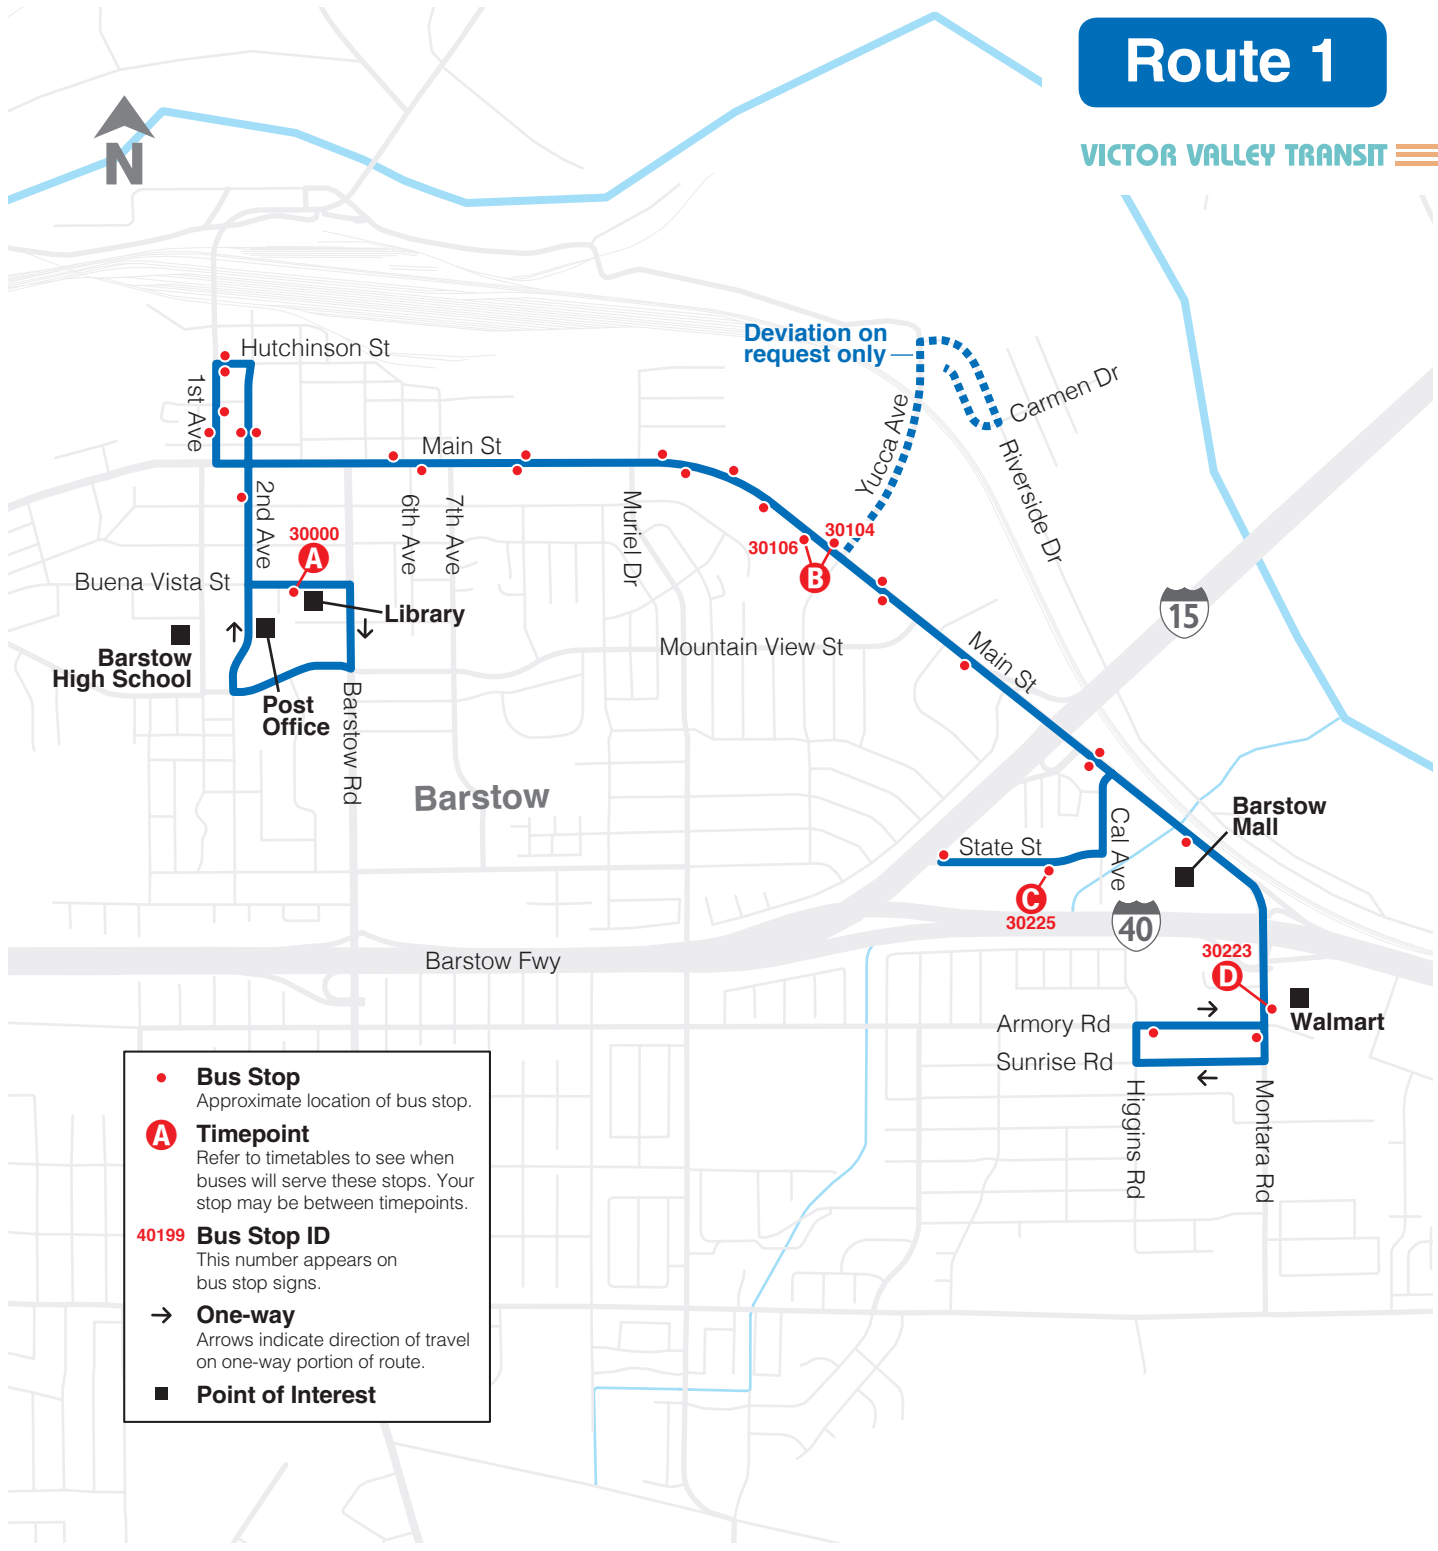 Route 1
VICTOR VALLEY TRANSIT
N
Deviation on
request only
Hutchinson St
1st Ave
Main St
Carmen Dr
Yucca Ave
Riverside Dr
2nd Ave
6th Ave
7th Ave
Muriel Dr
30000
A
30106
30104
B
Buena Vista St
Library
15
Barstow
High School
Mountain View St
Main St
Post
Office
Barstow Rd
Barstow
Barstow
Mall
Cal Ave
State St
C
30225
40
Barstow Fwy
30223
D
Walmart
Armory Rd
Sunrise Rd
Higgins Rd
Montara Rd
Bus Stop
Approximate location of bus stop.
A
Timepoint
Refer to timetables to see when
buses will serve these stops. Your
stop may be between timepoints.
40199
Bus Stop ID
This number appears on
bus stop signs.
One-way
Arrows indicate direction of travel
on one-way portion of route.
Point of Interest